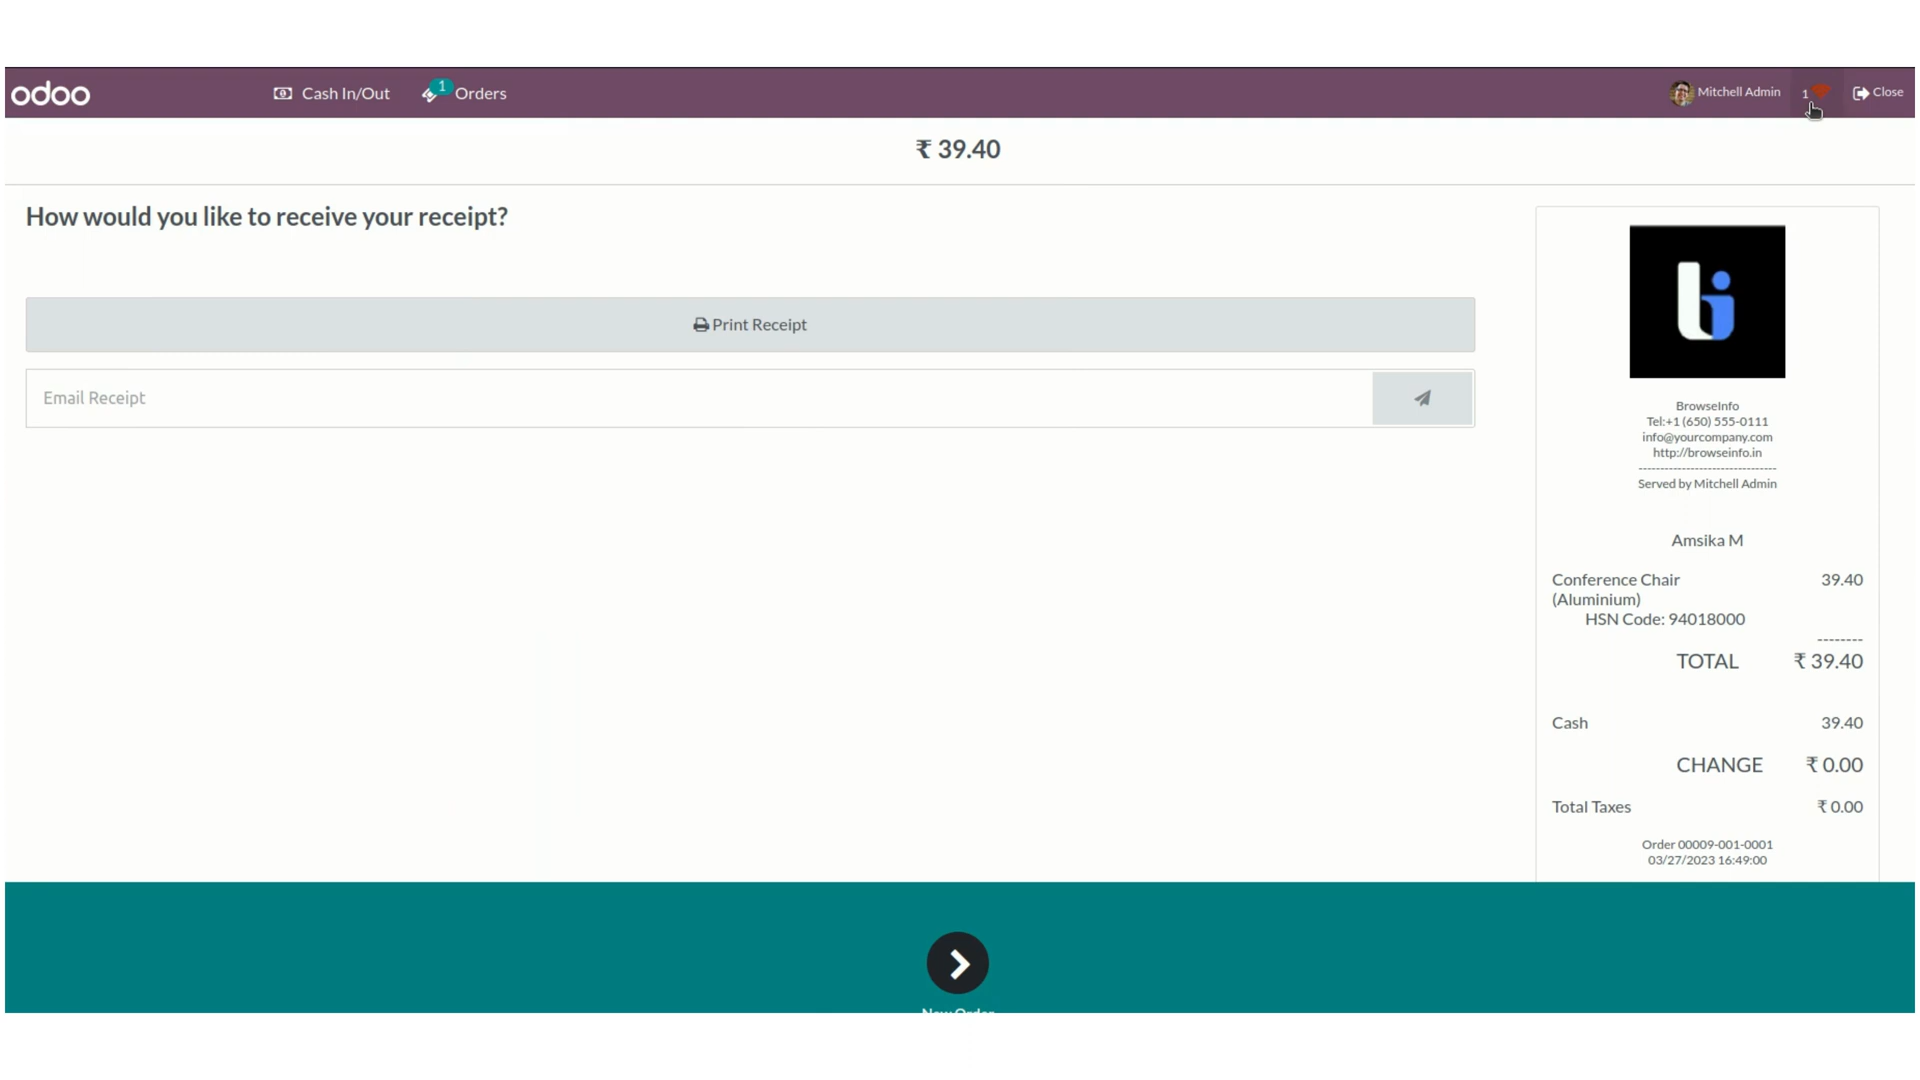 odoo
Cash In/Out
1
Orders
Mitchell Admin
1
Close
₹ 39.40
How would you like to receive your receipt?
Print Receipt
Email Receipt
BrowseInfo
Tel:+1 (650) 555-0111
info@yourcompany.com
http://browseinfo.in
--------------------------------
Served by Mitchell Admin
Amsika M
Conference Chair 39.40
(Aluminium)
HSN Code: 94018000
--------
TOTAL ₹ 39.40
Cash 39.40
CHANGE ₹ 0.00
Total Taxes ₹ 0.00
Order 00009-001-0001
03/27/2023 16:49:00
New Order